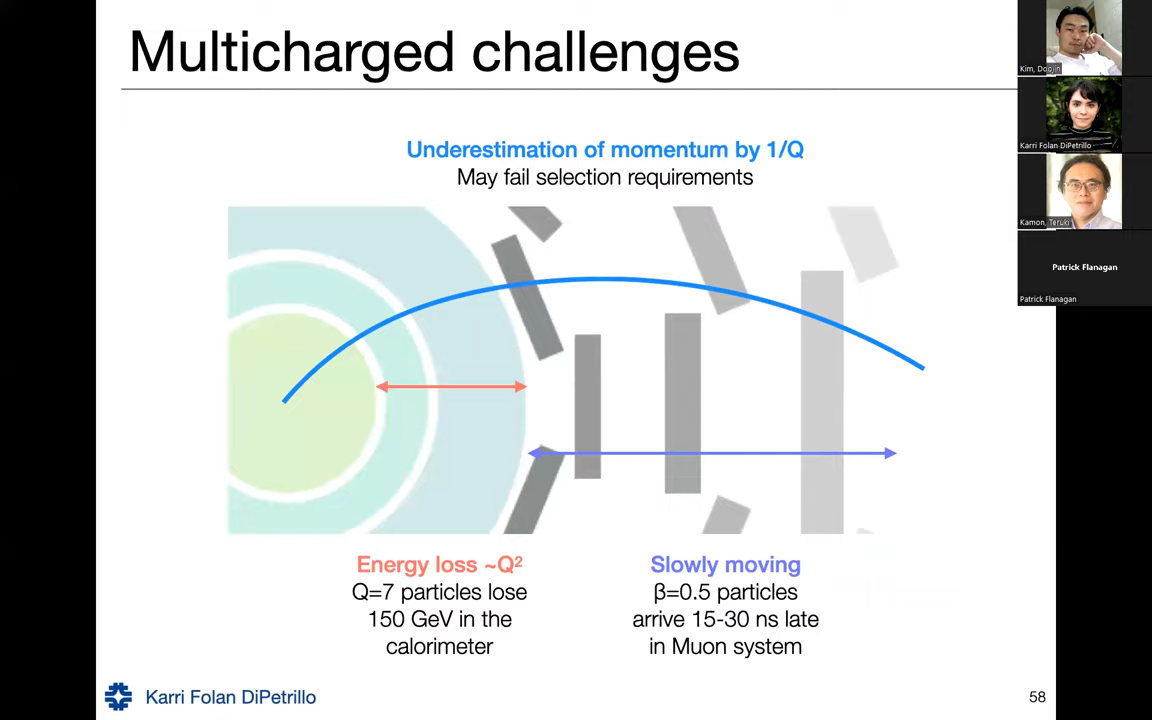 Multicharged challenges
Underestimation of momentum by 1/Q
May fail selection requirements
Energy loss ~Q²
Q=7 particles lose
150 GeV in the
calorimeter
Slowly moving
β=0.5 particles
arrive 15-30 ns late
in Muon system
Karri Folan DiPetrillo
58
Kim, Doojin
Karri Folan DiPetrillo
Kamon, Teruki
Patrick Flanagan
Patrick Flanagan